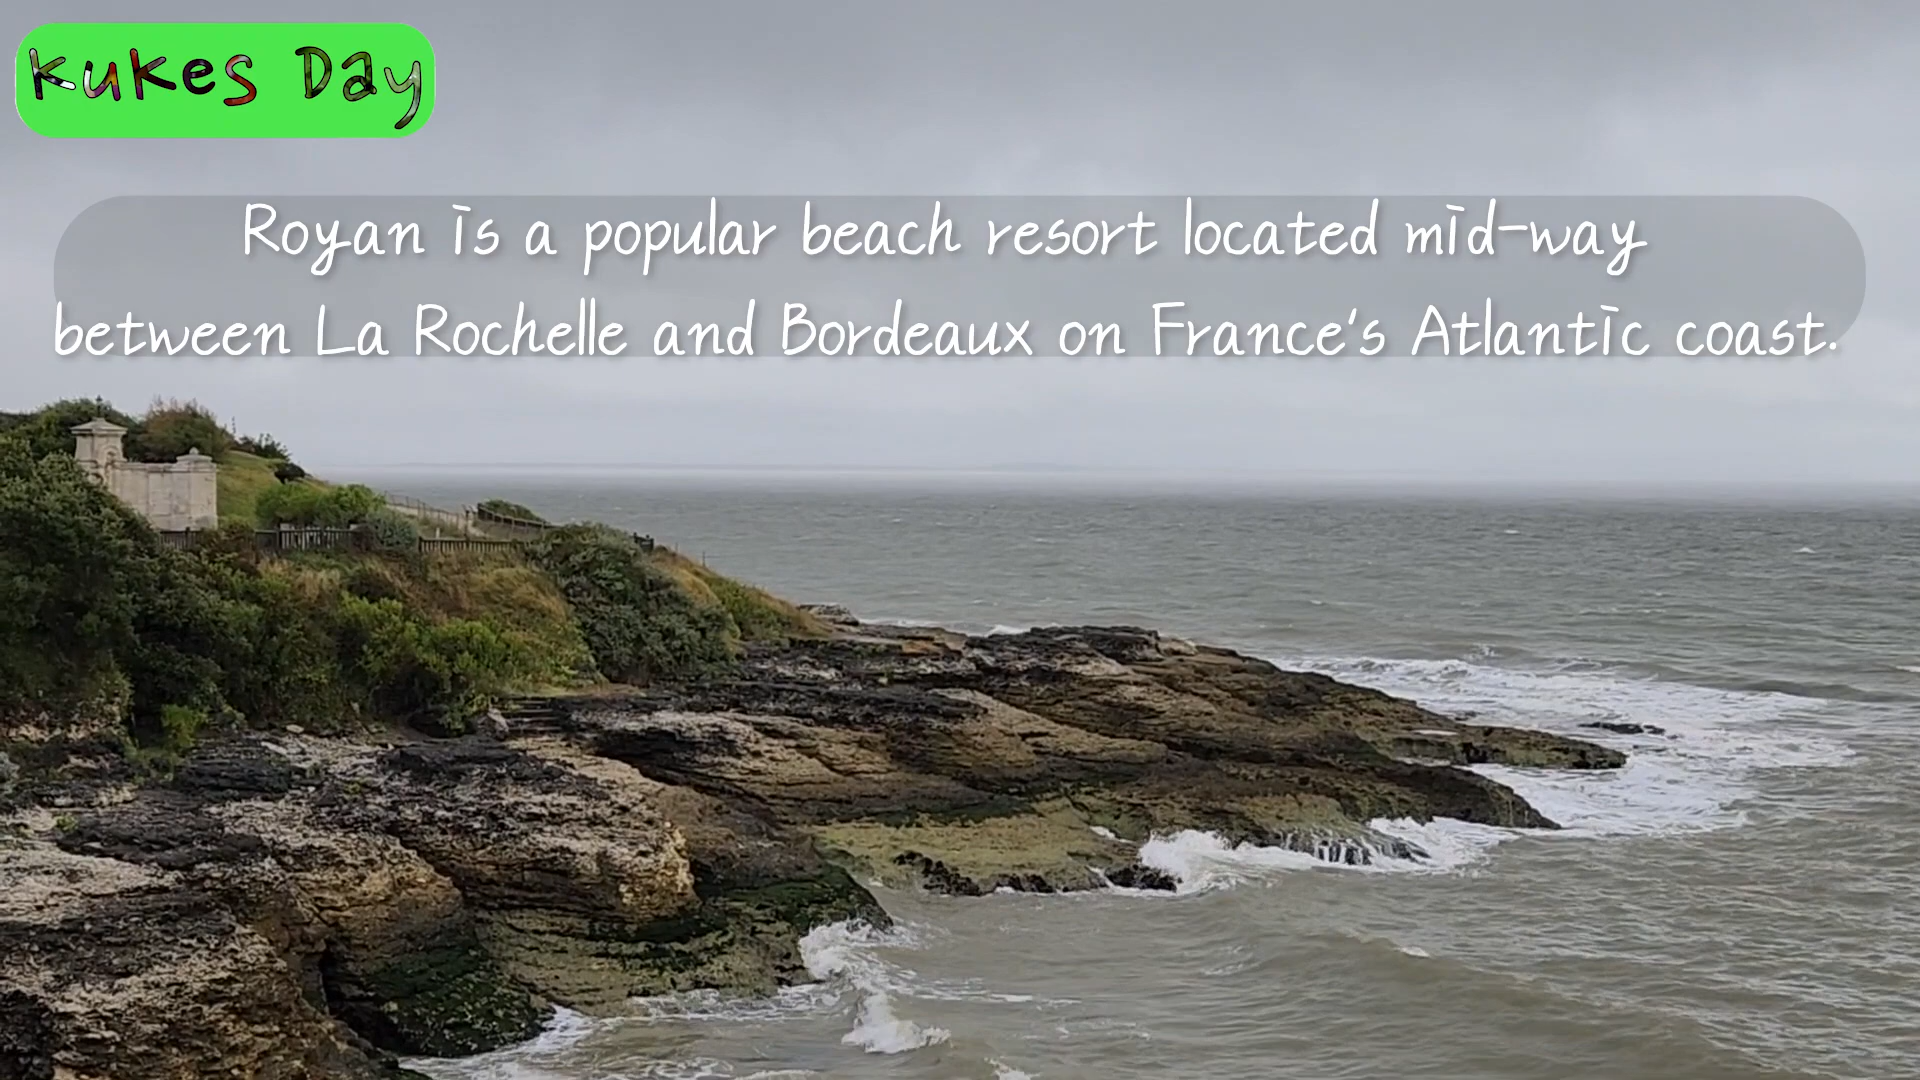 Kukes Day
Royan is a popular beach resort located mid-way
between La Rochelle and Bordeaux on France's Atlantic coast.